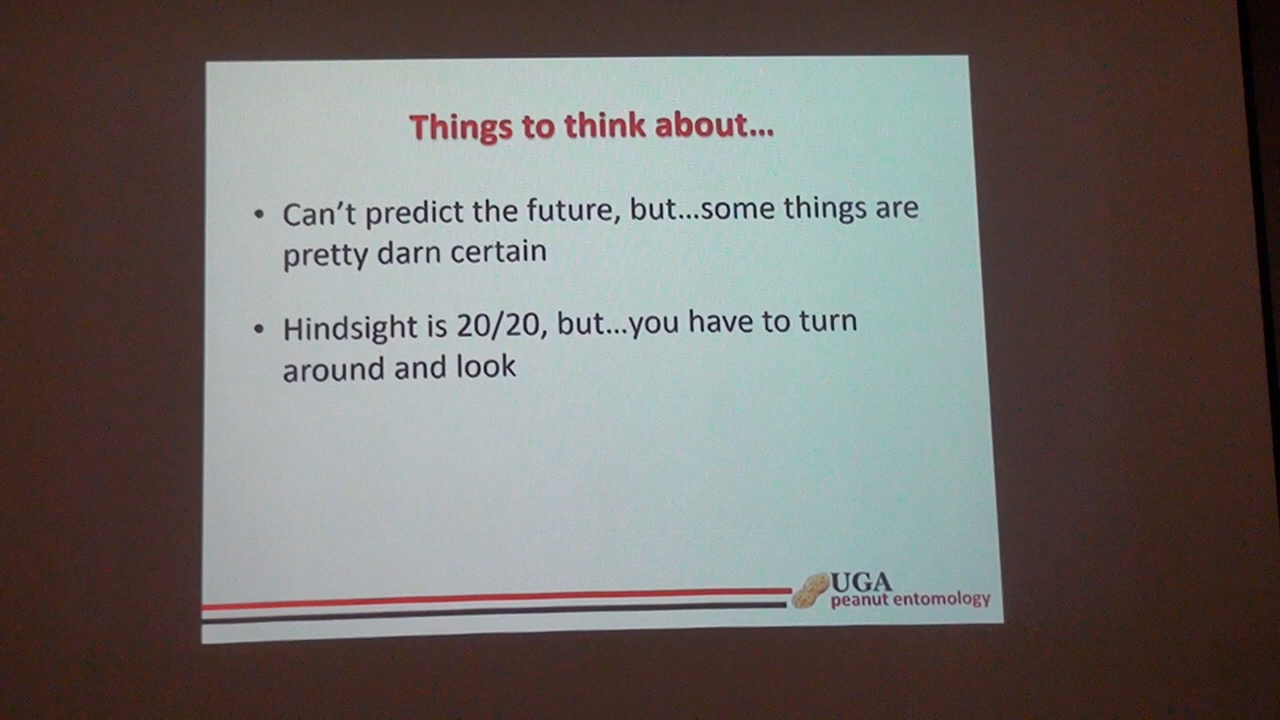 Things to think about...
• Can't predict the future, but...some things are
pretty darn certain
• Hindsight is 20/20, but...you have to turn
around and look
UGA
peanut entomology